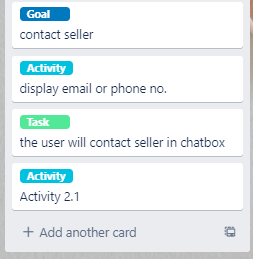 Goal
contact seller
Activity
display email or phone no.
Task
the user will contact seller in chatbox
Activity
Activity 2.1
+ Add another card